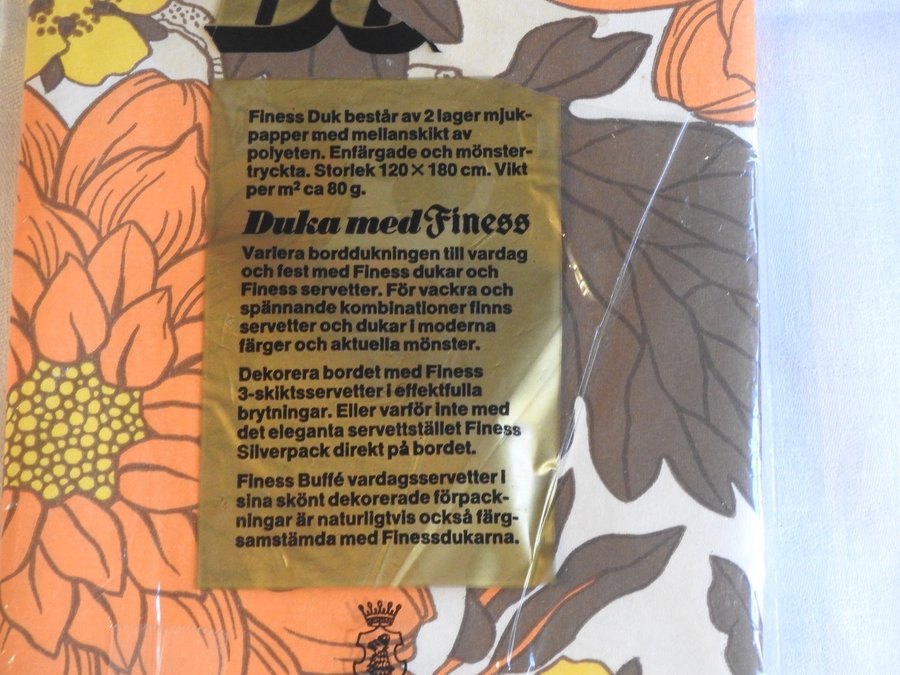 Finess Duk består av 2 lager mjuk-
papper med mellanskikt av
polyeten. Enfärgade och mönster-
tryckta. Storlek 120 × 180 cm. Vikt
per m² ca 80 g.
Duka med Finess
Variera borddukningen till vardag
och fest med Finess dukar och
Finess servetter. För vackra och
spännande kombinationer finns
servetter och dukar i moderna
färger och aktuella mönster.
Dekorera bordet med Finess
3-skiktsservetter i effektfulla
brytningar. Eller varför inte med
det eleganta servettstället Finess
Silverpack direkt på bordet.
Finess Buffé vardagsservetter i
sina skönt dekorerade förpack-
ningar är naturligtvis också färg-
samstämda med Finessdukarna.